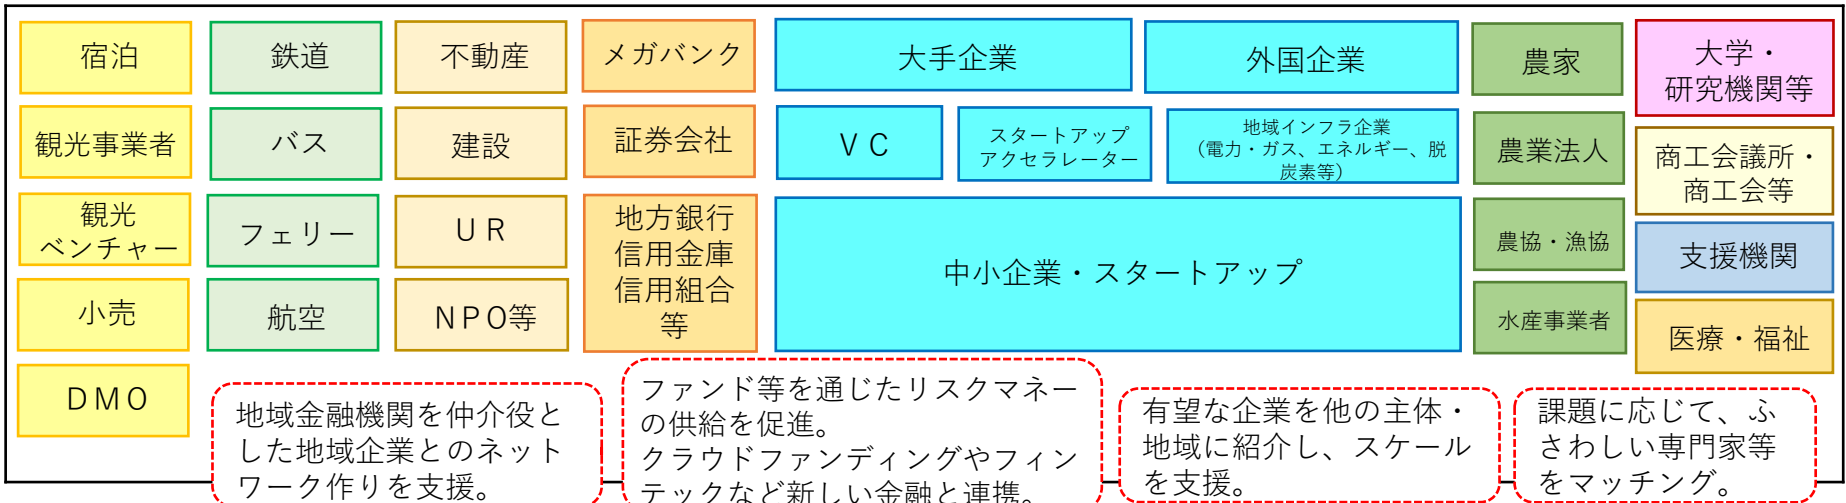 宿泊
鉄道
不動産
メガバンク
大手企業
外国企業
農家
大学・
研究機関等
観光事業者
バス
建設
証券会社
ＶＣ
スタートアップ
アクセラレーター
地域インフラ企業
（電力・ガス、エネルギー、脱
炭素等）
農業法人
商工会議所・
商工会等
観光
ベンチャー
フェリー
ＵＲ
地方銀行
信用金庫
信用組合
等
中小企業・スタートアップ
農協・漁協
支援機関
小売
航空
ＮＰＯ等
水産事業者
医療・福祉
ＤＭＯ
地域金融機関を仲介役と
した地域企業とのネット
ワーク作りを支援。
ファンド等を通じたリスクマネー
の供給を促進。
クラウドファンディングやフィン
テックなど新しい金融と連携。
有望な企業を他の主体・
地域に紹介し、スケール
を支援。
課題に応じて、ふ
さわしい専門家等
をマッチング。